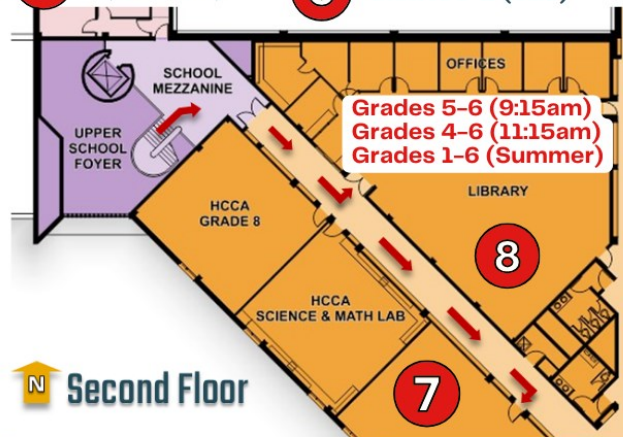 OFFICES
SCHOOL
MEZZANINE
Grades 5-6 (9:15am)
Grades 4-6 (11:15am)
Grades 1-6 (Summer)
UPPER
SCHOOL
FOYER
LIBRARY
HCCA
GRADE 8
8
HCCA
SCIENCE & MATH LAB
N Second Floor
7